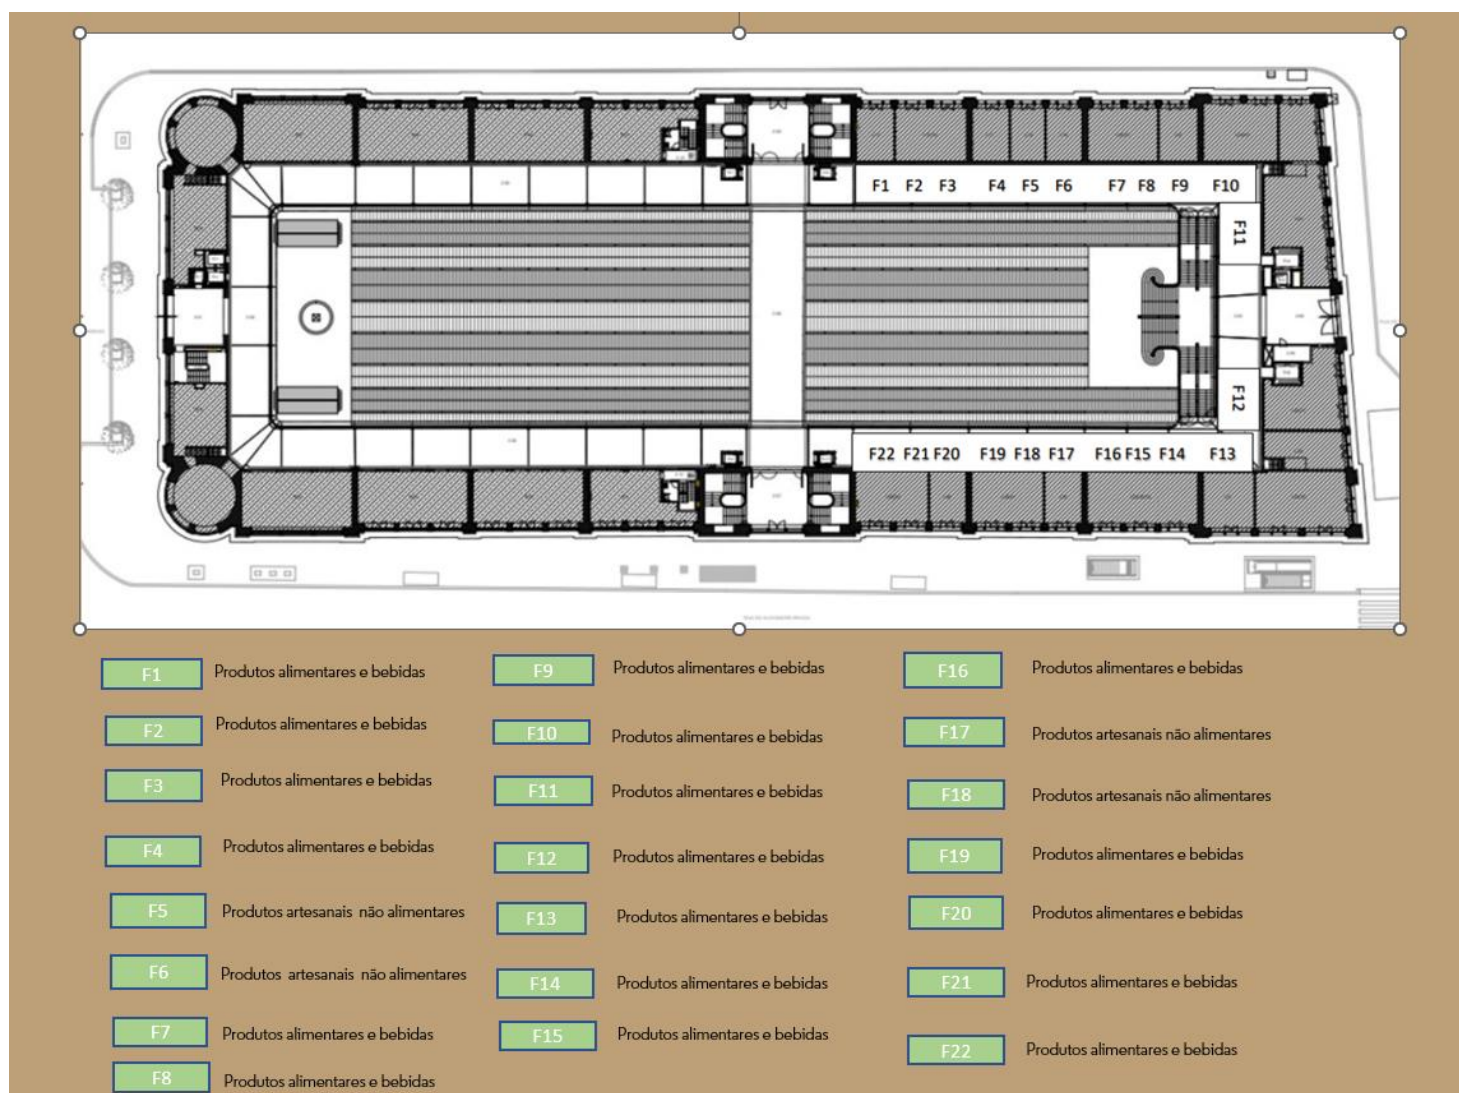 F1 F2 F3 F4 F5 F6 F7 F8 F9 F10
F11
F12
F22 F21 F20 F19 F18 F17 F16 F15 F14 F13
F1 Produtos alimentares e bebidas
F2 Produtos alimentares e bebidas
F3 Produtos alimentares e bebidas
F4 Produtos alimentares e bebidas
F5 Produtos artesanais não alimentares
F6 Produtos artesanais não alimentares
F7 Produtos alimentares e bebidas
F8 Produtos alimentares e bebidas
F9 Produtos alimentares e bebidas
F10 Produtos alimentares e bebidas
F11 Produtos alimentares e bebidas
F12 Produtos alimentares e bebidas
F13 Produtos alimentares e bebidas
F14 Produtos alimentares e bebidas
F15 Produtos alimentares e bebidas
F16 Produtos alimentares e bebidas
F17 Produtos artesanais não alimentares
F18 Produtos artesanais não alimentares
F19 Produtos alimentares e bebidas
F20 Produtos alimentares e bebidas
F21 Produtos alimentares e bebidas
F22 Produtos alimentares e bebidas